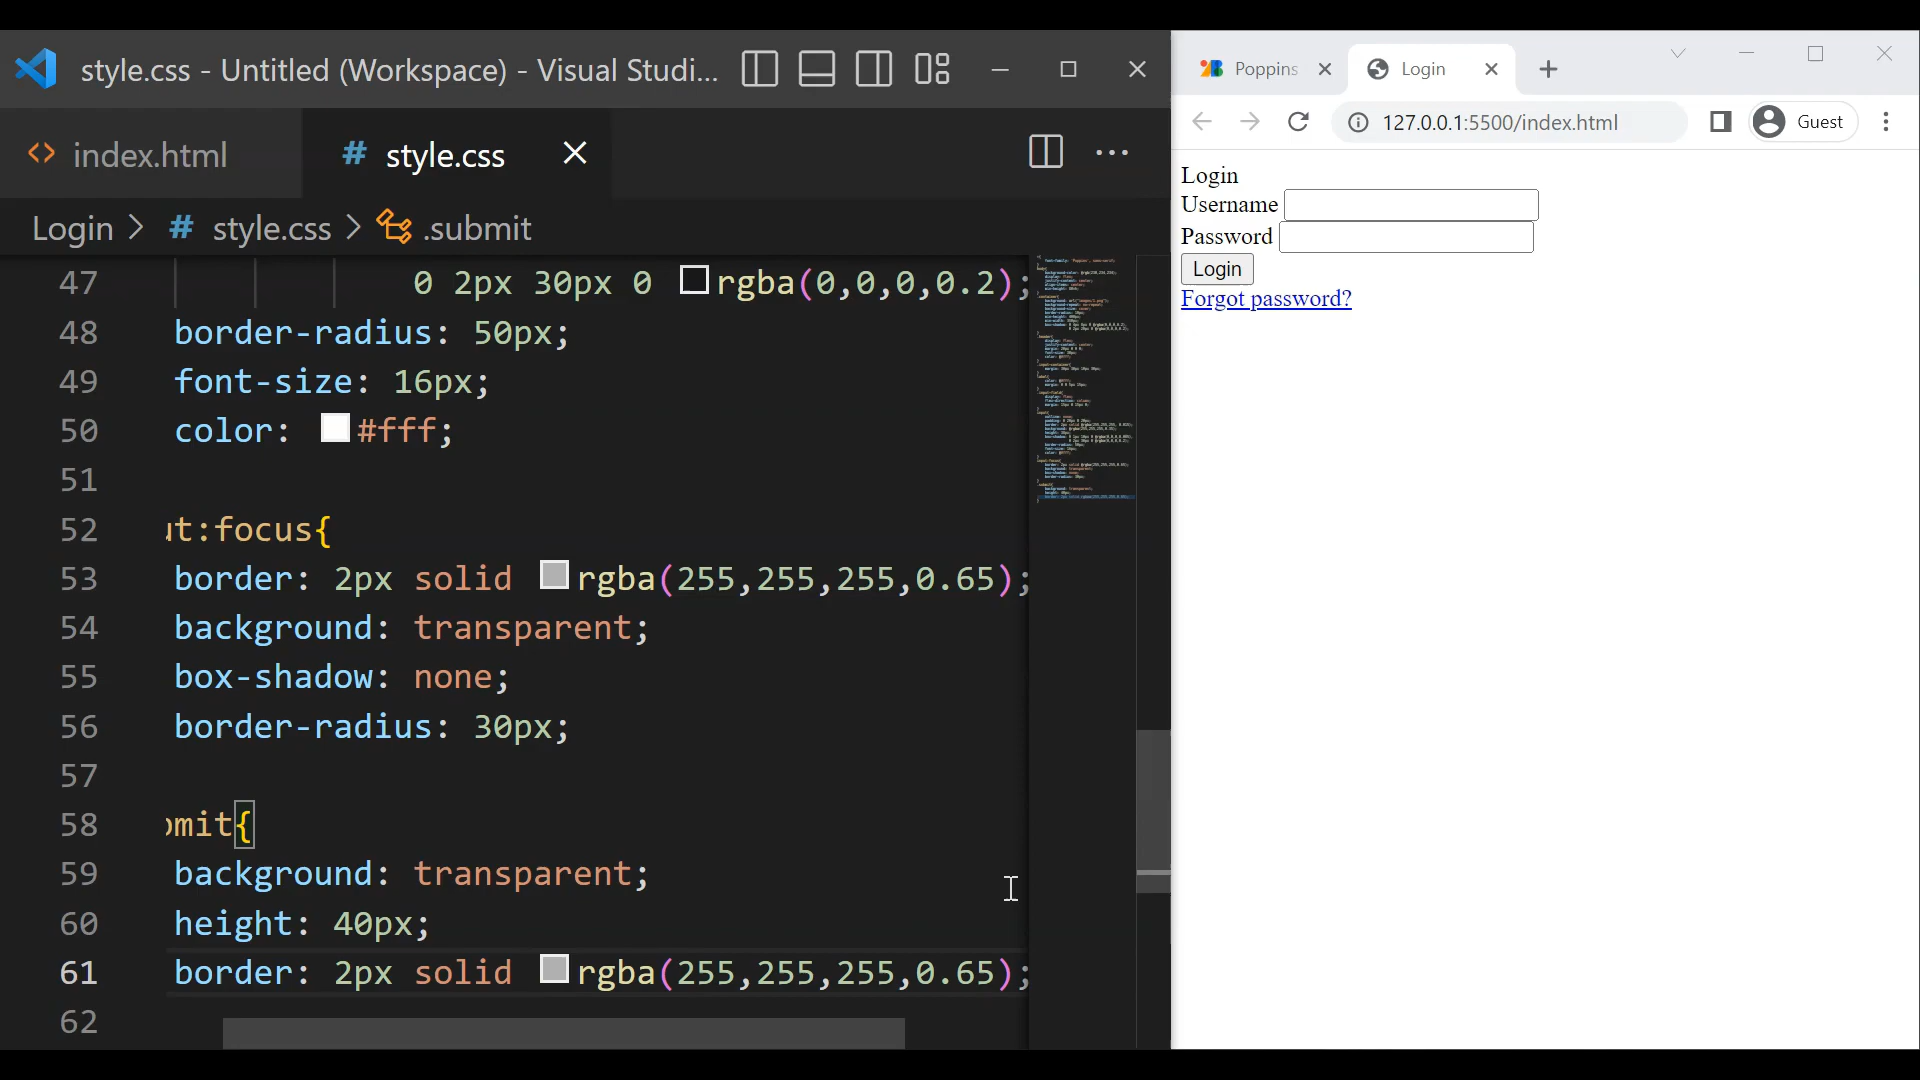 style.css - Untitled (Workspace) - Visual Studi...
index.html
# style.css
Login > # style.css > .submit
47 0 2px 30px 0 rgba(0,0,0,0.2);
48 border-radius: 50px;
49 font-size: 16px;
50 color: #fff;
51
52 ut:focus{
53 border: 2px solid rgba(255,255,255,0.65);
54 background: transparent;
55 box-shadow: none;
56 border-radius: 30px;
57
58 omit{
59 background: transparent;
60 height: 40px;
61 border: 2px solid rgba(255,255,255,0.65);
62
Poppins
Login
127.0.0.1:5500/index.html
Guest
Login
Username
Password
Login
Forgot password?